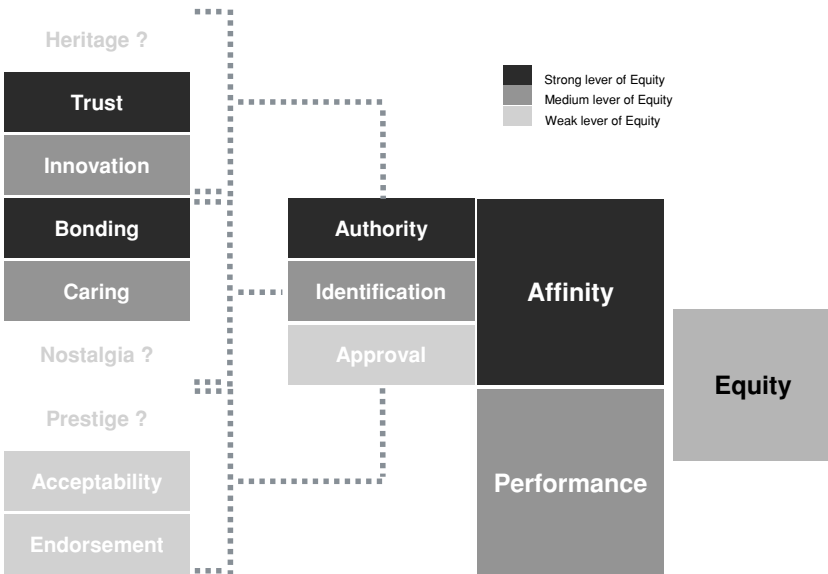 Heritage ?
Trust
Innovation
Bonding
Caring
Nostalgia ?
Prestige ?
Acceptability
Endorsement
Authority
Identification
Approval
Affinity
Performance
Equity
Strong lever of Equity
Medium lever of Equity
Weak lever of Equity